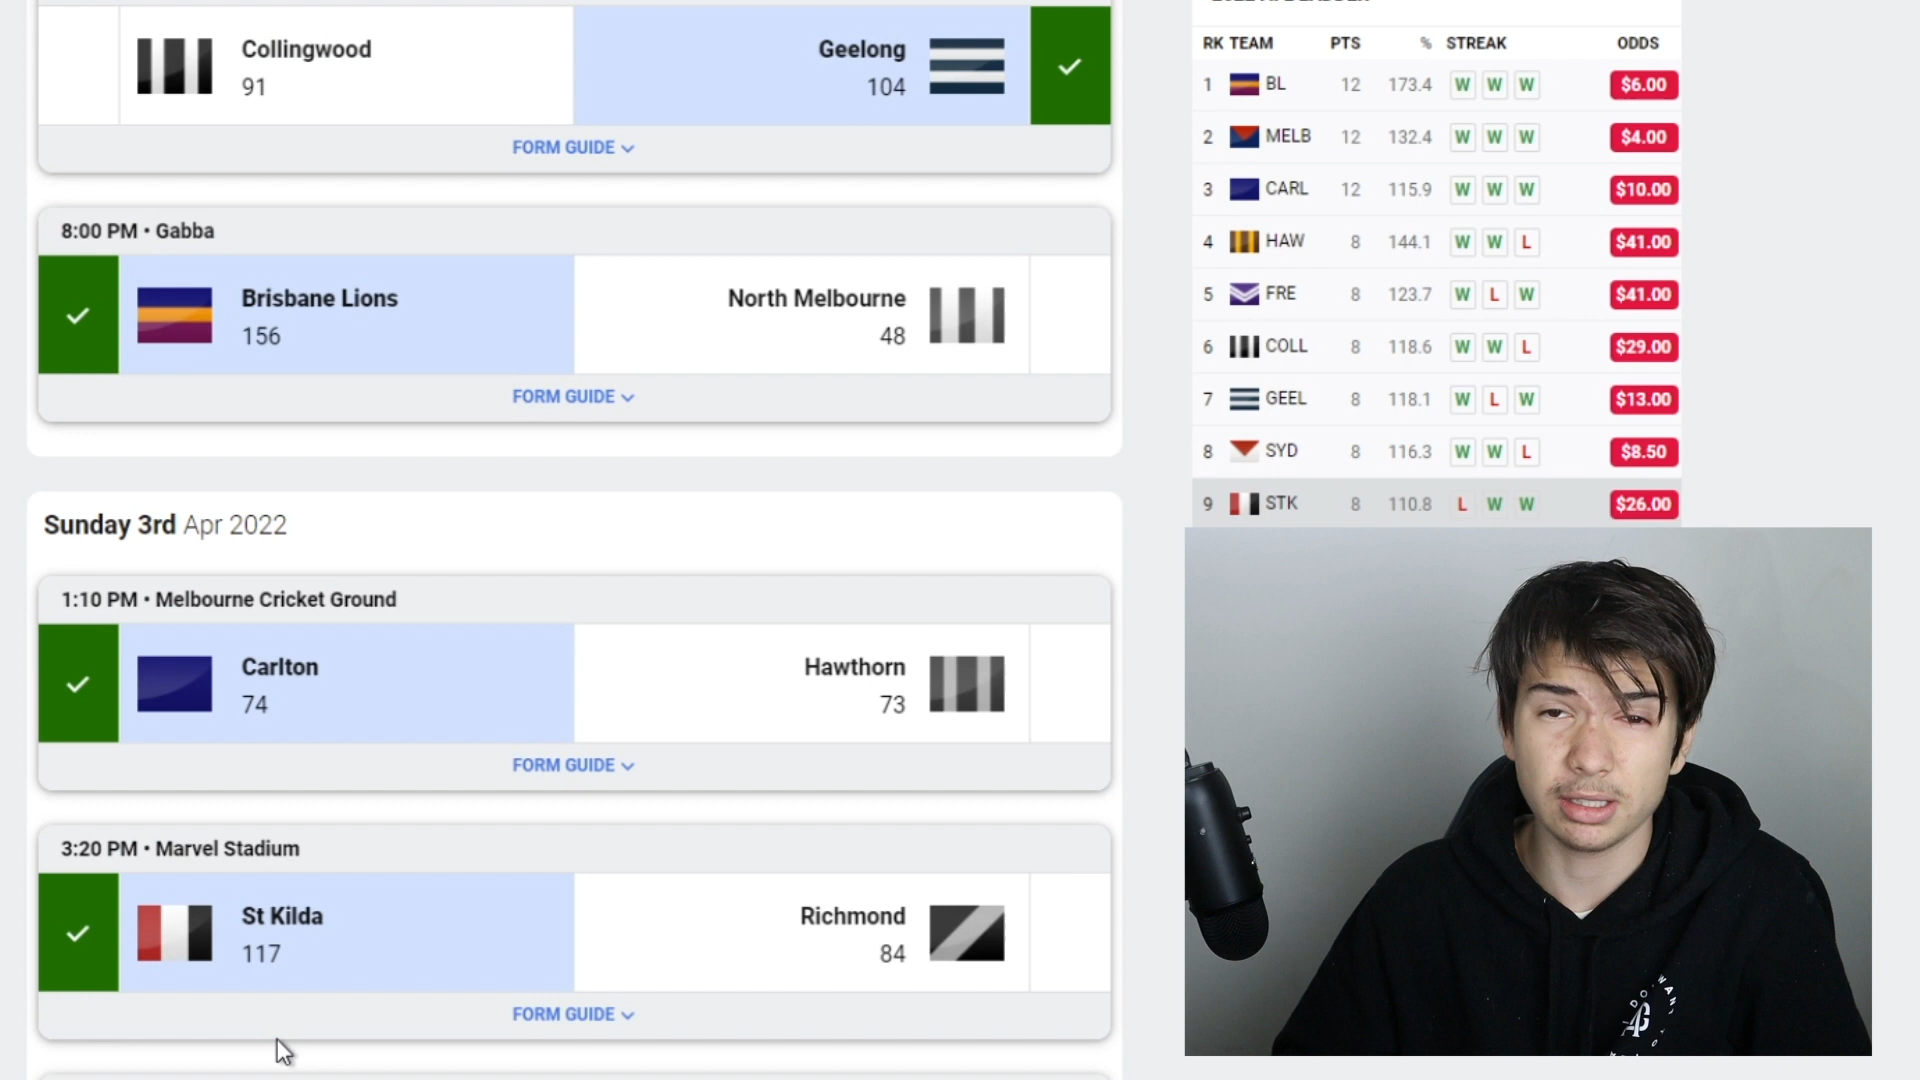 Collingwood
91
Geelong
104
FORM GUIDE
8:00 PM • Gabba
Brisbane Lions
156
North Melbourne
48
FORM GUIDE
Sunday 3rd Apr 2022
1:10 PM • Melbourne Cricket Ground
Carlton
74
Hawthorn
73
FORM GUIDE
3:20 PM • Marvel Stadium
St Kilda
117
Richmond
84
FORM GUIDE
RK TEAM PTS % STREAK ODDS
1 BL 12 173.4 W W W $6.00
2 MELB 12 132.4 W W W $4.00
3 CARL 12 115.9 W W W $10.00
4 HAW 8 144.1 W W L $41.00
5 FRE 8 123.7 W L W $41.00
6 COLL 8 118.6 W W L $29.00
7 GEEL 8 118.1 W L W $13.00
8 SYD 8 116.3 W W L $8.50
9 STK 8 110.8 L W W $26.00